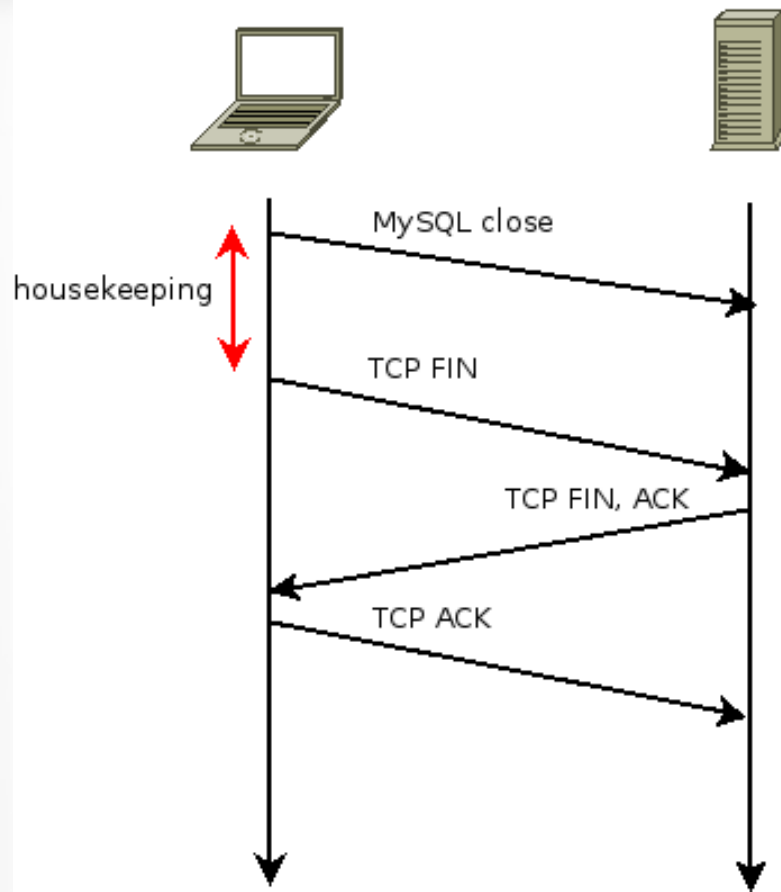 MySQL close
housekeeping
TCP FIN
TCP FIN, ACK
TCP ACK